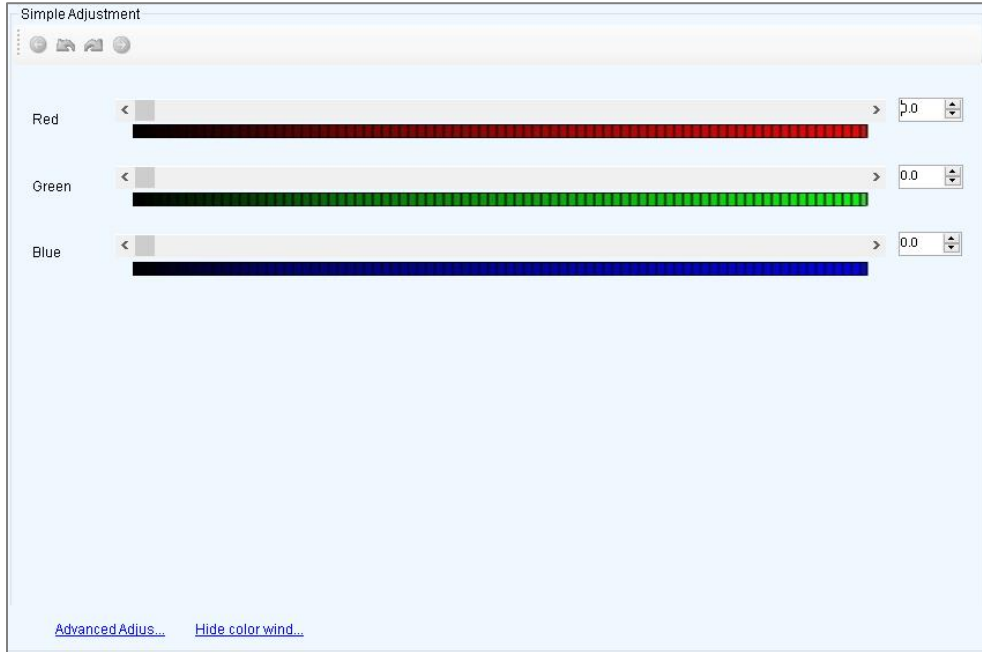 Simple Adjustment
Red 0.0
Green 0.0
Blue 0.0
Advanced Adjus... Hide color wind...